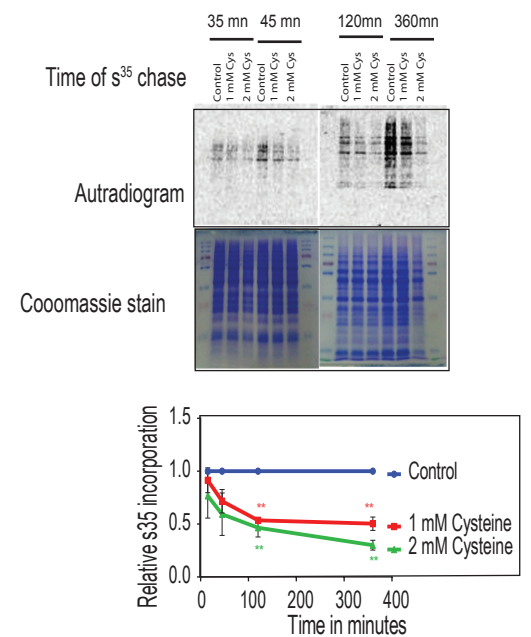 35 mn 45 mn 120mn 360mn
Time of s³⁵ chase
Control 1 mM Cys 2 mM Cys Control 1 mM Cys 2 mM Cys Control 1 mM Cys 2 mM Cys Control 1 mM Cys 2 mM Cys
Autradiogram
Cooomassie stain
Relative s35 incorporation
1.5
1.0
0.5
0.0
Control
** **
1 mM Cysteine
2 mM Cysteine
** **
0 100 200 300 400
Time in minutes